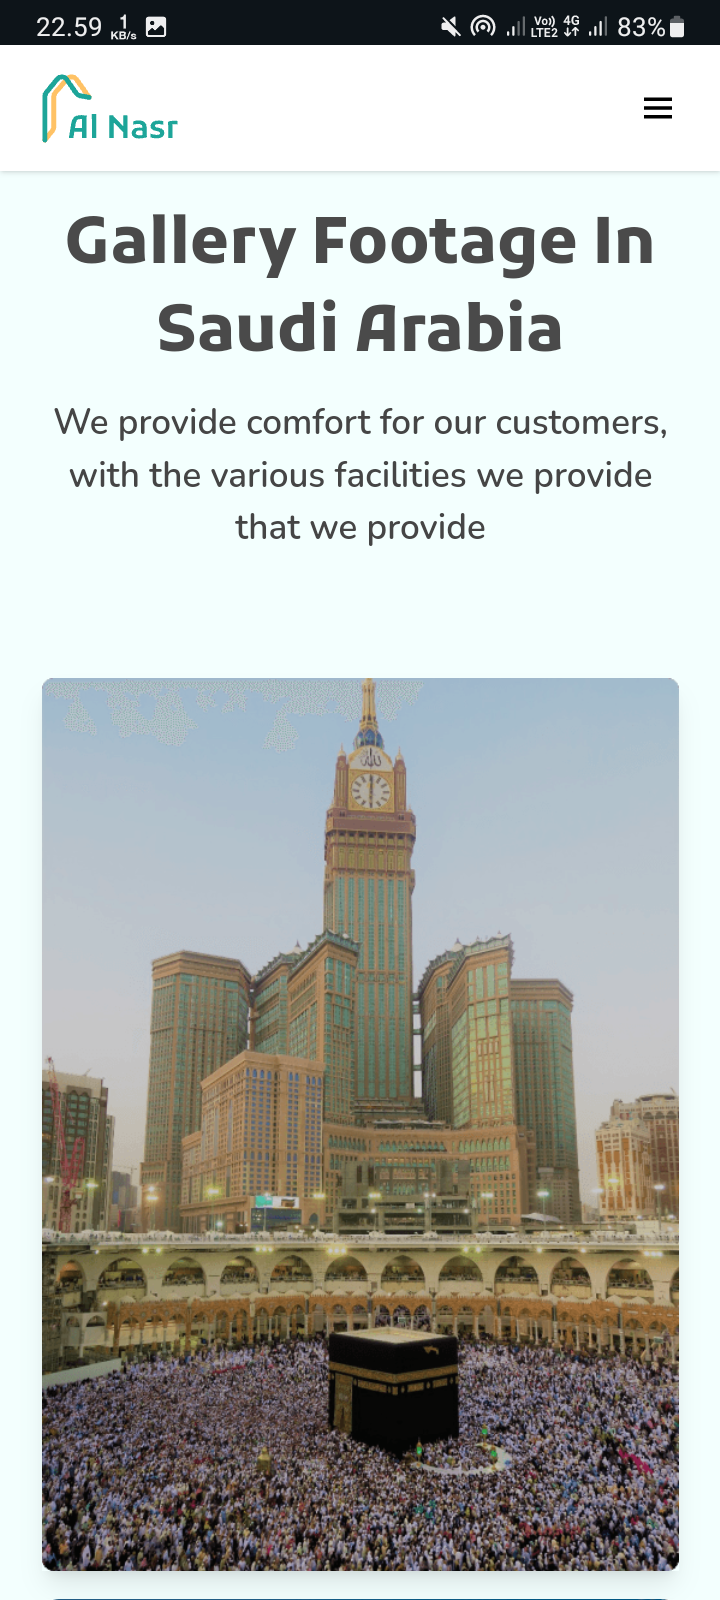 22.59 1 KB/s Vo) 4G LTE2 83%
Al Nasr
Gallery Footage In
Saudi Arabia
We provide comfort for our customers,
with the various facilities we provide
that we provide
الله